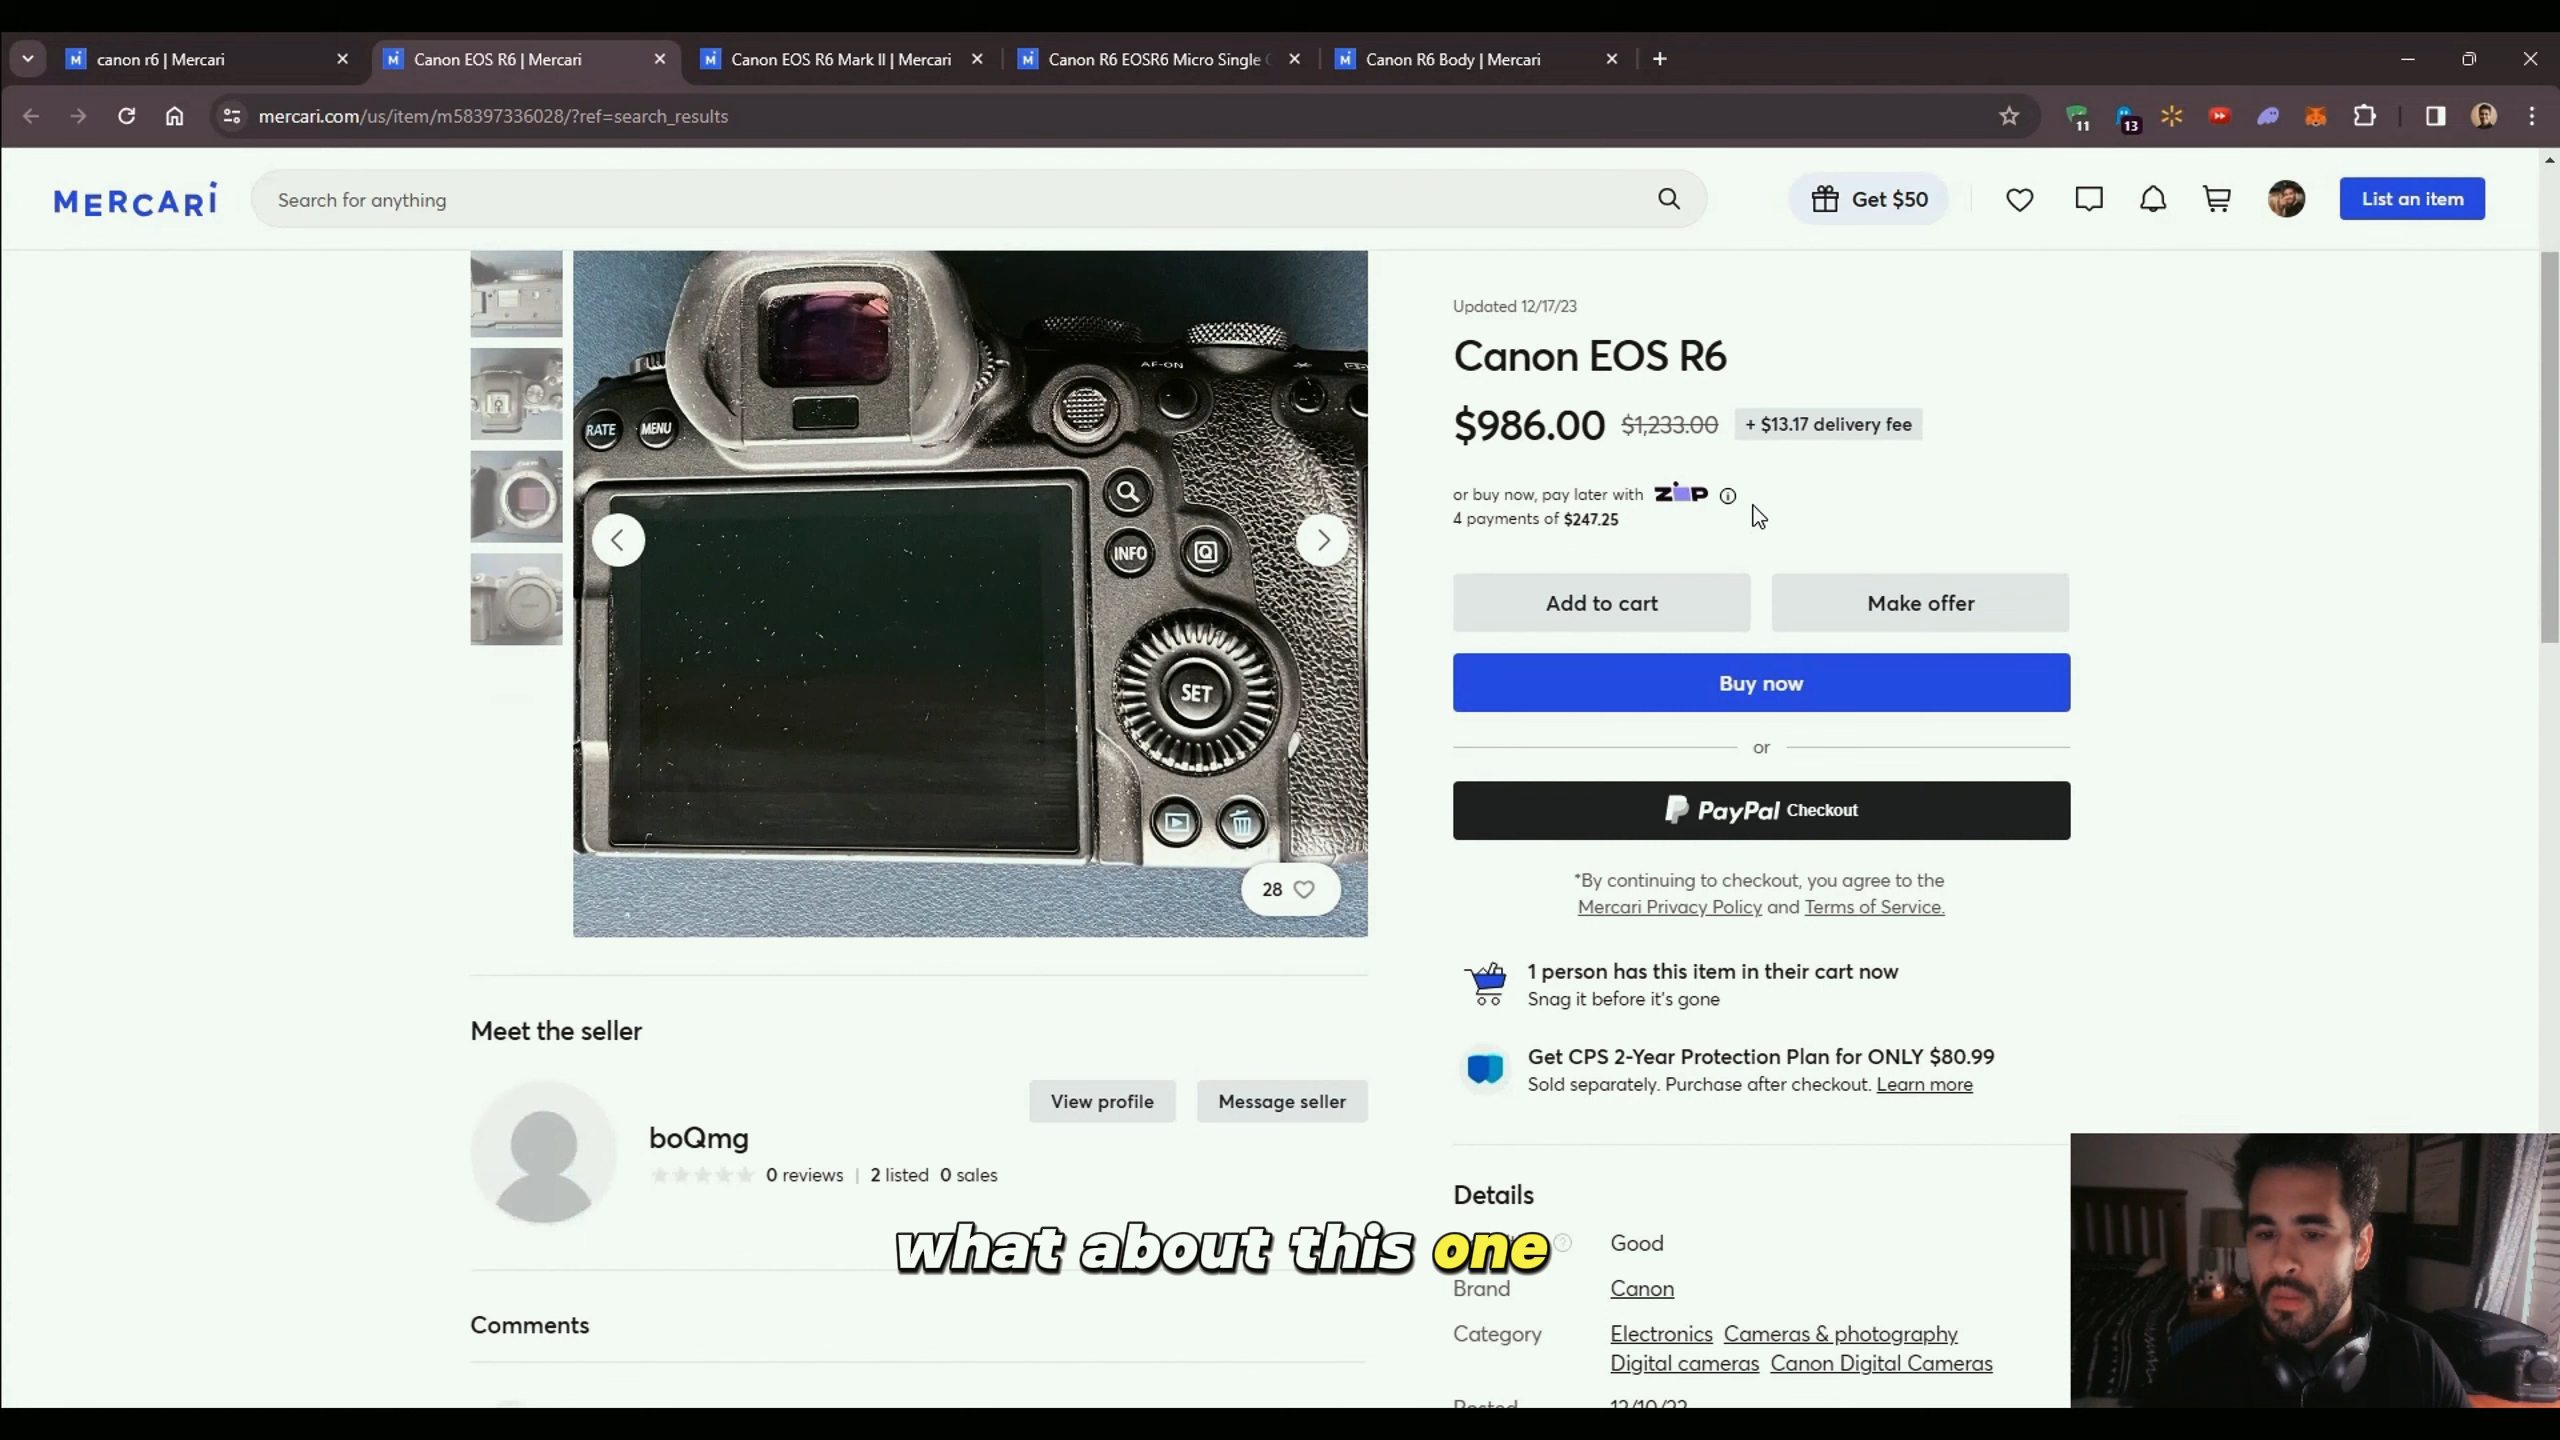 canon r6 | Mercari
Canon EOS R6 | Mercari
Canon EOS R6 Mark II | Mercari
Canon R6 EOSR6 Micro Single
Canon R6 Body | Mercari
mercari.com/us/item/m58397336028/?ref=search_results
11
13
MERCARI
Search for anything
Get $50
List an item
Updated 12/17/23
Canon EOS R6
$986.00 $1,233.00 + $13.17 delivery fee
or buy now, pay later with ZIP
4 payments of $247.25
Add to cart
Make offer
Buy now
or
PayPal Checkout
*By continuing to checkout, you agree to the
Mercari Privacy Policy and Terms of Service.
1 person has this item in their cart now
Snag it before it's gone
Get CPS 2-Year Protection Plan for ONLY $80.99
Sold separately. Purchase after checkout. Learn more
AF-ON
RATE
MENU
INFO
Q
SET
28
Meet the seller
View profile
Message seller
boQmg
0 reviews | 2 listed 0 sales
Comments
Details
Good
Brand
Canon
Category
Electronics Cameras & photography
Digital cameras Canon Digital Cameras
what about this one